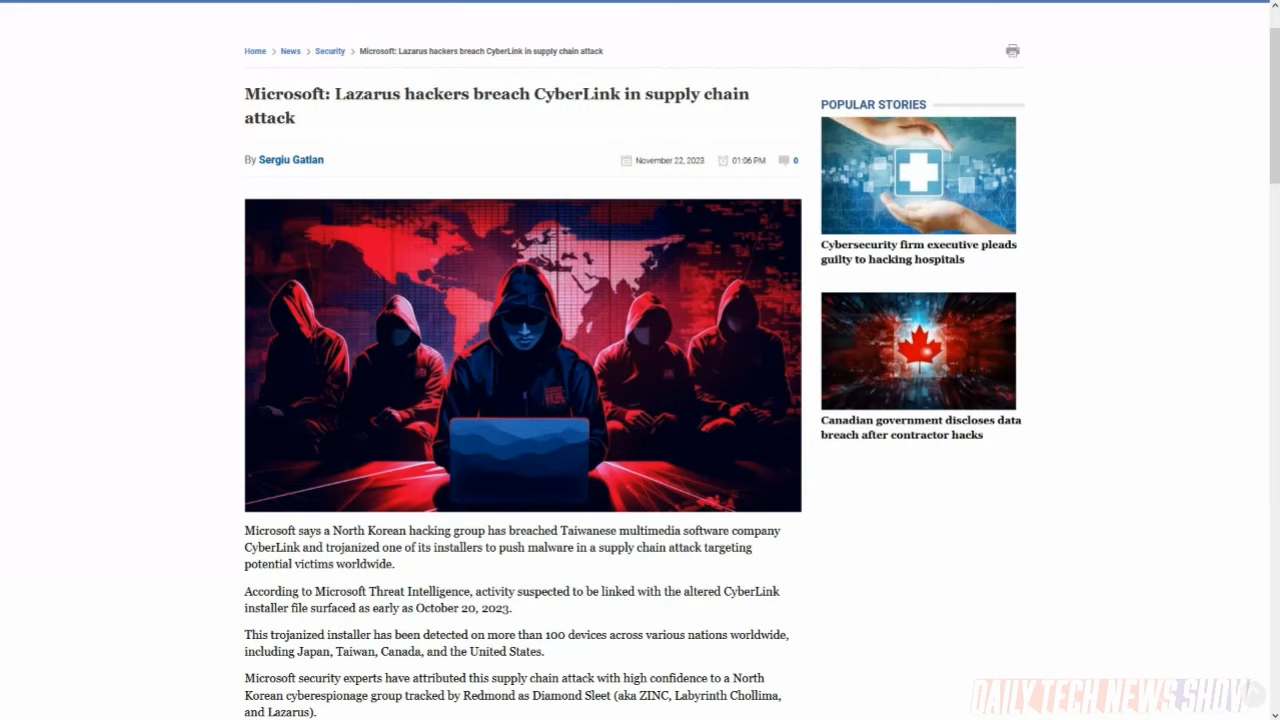 Home > News > Security > Microsoft: Lazarus hackers breach CyberLink in supply chain attack
Microsoft: Lazarus hackers breach CyberLink in supply chain
attack
By Sergiu Gatlan
November 22, 2023
01:06 PM
0
Microsoft says a North Korean hacking group has breached Taiwanese multimedia software company
CyberLink and trojanized one of its installers to push malware in a supply chain attack targeting
potential victims worldwide.
According to Microsoft Threat Intelligence, activity suspected to be linked with the altered CyberLink
installer file surfaced as early as October 20, 2023.
This trojanized installer has been detected on more than 100 devices across various nations worldwide,
including Japan, Taiwan, Canada, and the United States.
Microsoft security experts have attributed this supply chain attack with high confidence to a North
Korean cyberespionage group tracked by Redmond as Diamond Sleet (aka ZINC, Labyrinth Chollima,
and Lazarus).
POPULAR STORIES
Cybersecurity firm executive pleads
guilty to hacking hospitals
Canadian government discloses data
breach after contractor hacks
DAILY TECH NEWS SHOW